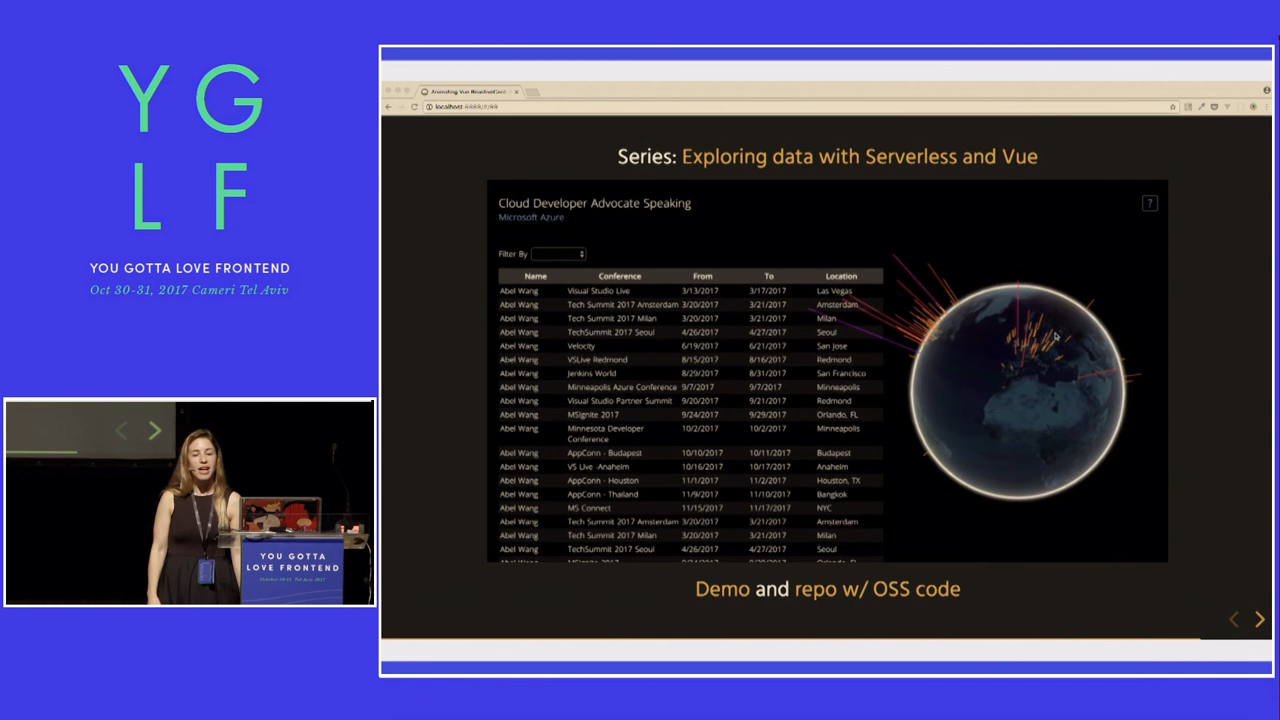 Y G
L F
YOU GOTTA LOVE FRONTEND
Oct 30-31, 2017 Cameri Tel Aviv
YOU GOTTA
LOVE FRONTEND
October 30-31, Tel Aviv 2017
localhost
Series: Exploring data with Serverless and Vue
Cloud Developer Advocate Speaking
Microsoft Azure
?
Filter By
Name Conference From To Location
Abel Wang Visual Studio Live 3/13/2017 3/17/2017 Las Vegas
Abel Wang Tech Summit 2017 Amsterdam 3/20/2017 3/21/2017 Amsterdam
Abel Wang Tech Summit 2017 Milan 3/20/2017 3/21/2017 Milan
Abel Wang TechSummit 2017 Seoul 4/26/2017 4/27/2017 Seoul
Abel Wang Velocity 6/19/2017 6/21/2017 San Jose
Abel Wang VSLive Redmond 8/15/2017 8/16/2017 Redmond
Abel Wang Jenkins World 8/29/2017 8/31/2017 San Francisco
Abel Wang Minneapolis Azure Conference 9/7/2017 9/7/2017 Minneapolis
Abel Wang Visual Studio Partner Summit 9/20/2017 9/21/2017 Redmond
Abel Wang MSIgnite 2017 9/24/2017 9/29/2017 Orlando, FL
Abel Wang Minnesota Developer 10/2/2017 10/2/2017 Minneapolis
Conference
Abel Wang AppConn - Budapest 10/10/2017 10/11/2017 Budapest
Abel Wang VS Live -Anaheim 10/16/2017 10/17/2017 Anaheim
Abel Wang AppConn - Houston 11/1/2017 11/2/2017 Houston, TX
Abel Wang AppConn - Thailand 11/9/2017 11/10/2017 Bangkok
Abel Wang MS Connect 11/15/2017 11/17/2017 NYC
Abel Wang Tech Summit 2017 Amsterdam 3/20/2017 3/21/2017 Amsterdam
Abel Wang Tech Summit 2017 Milan 3/20/2017 3/21/2017 Milan
Abel Wang TechSummit 2017 Seoul 4/26/2017 4/27/2017 Seoul
Demo and repo w/ OSS code